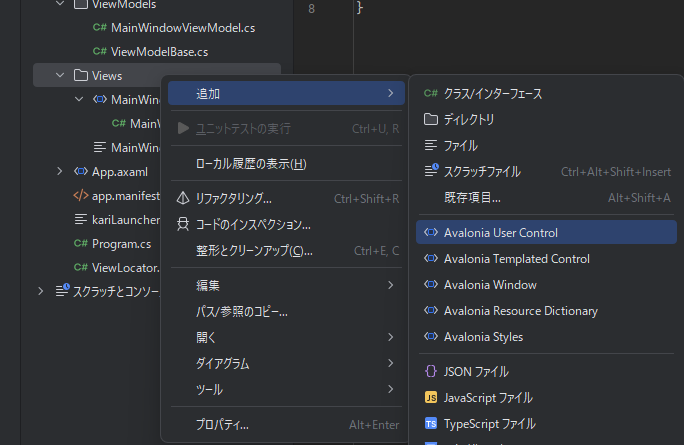 ViewModels
8
}
C# MainWindowViewModel.cs
C# ViewModelBase.cs
Views
MainWin
C# MainW
MainWin
App.axaml
app.manifest
kariLauncher
C# Program.cs
C# ViewLocator.
スクラッチとコンソー
追加
ユニットテストの実行 Ctrl+U, R
ローカル履歴の表示(H)
リファクタリング... Ctrl+Shift+R
コードのインスペクション...
整形とクリーンアップ(C)... Ctrl+E, C
編集
パス/参照のコピー...
開く
ダイアグラム
ツール
プロパティ... Alt+Enter
C# クラス/インターフェース
ディレクトリ
ファイル
スクラッチファイル Ctrl+Alt+Shift+Insert
既存項目... Alt+Shift+A
Avalonia User Control
Avalonia Templated Control
Avalonia Window
Avalonia Resource Dictionary
Avalonia Styles
{} JSON ファイル
JS JavaScript ファイル
TS TypeScript ファイル